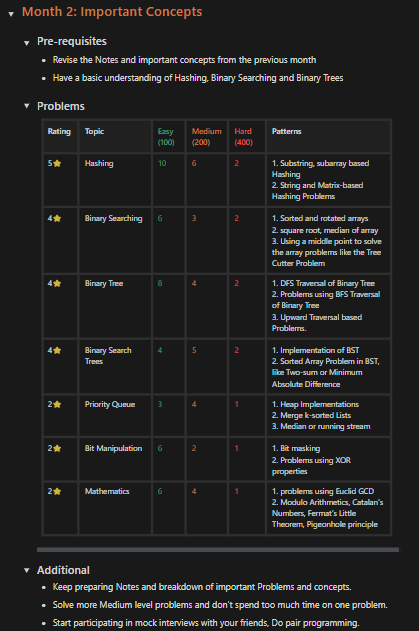 Month 2: Important Concepts
Pre-requisites
Revise the Notes and important concepts from the previous month
Have a basic understanding of Hashing, Binary Searching and Binary Trees
Problems
Rating Topic Easy (100) Medium (200) Hard (400) Patterns
5⭐ Hashing 10 6 2 1. Substring, subarray based
Hashing
2. String and Matrix-based
Hashing Problems
4⭐ Binary Searching 6 3 2 1. Sorted and rotated arrays
2. square root, median of array
3. Using a middle point to solve
the array problems like the Tree
Cutter Problem
4⭐ Binary Tree 8 4 2 1. DFS Traversal of Binary Tree
2. Problems using BFS Traversal
of Binary Tree
3. Upward Traversal based
Problems.
4⭐ Binary Search Trees 4 5 2 1. Implementation of BST
2. Sorted Array Problem in BST,
like Two-sum or Minimum
Absolute Difference
2⭐ Priority Queue 3 4 1 1. Heap Implementations
2. Merge k-sorted Lists
3. Median or running stream
2⭐ Bit Manipulation 6 2 1 1. Bit masking
2. Problems using XOR
properties
2⭐ Mathematics 6 4 1 1. problems using Euclid GCD
2. Modulo Arithmetics, Catalan's
Numbers, Fermat's Little
Theorem, Pigeonhole principle
Additional
Keep preparing Notes and breakdown of important Problems and concepts.
Solve more Medium level problems and don't spend too much time on one problem.
Start participating in mock interviews with your friends, Do pair programming.